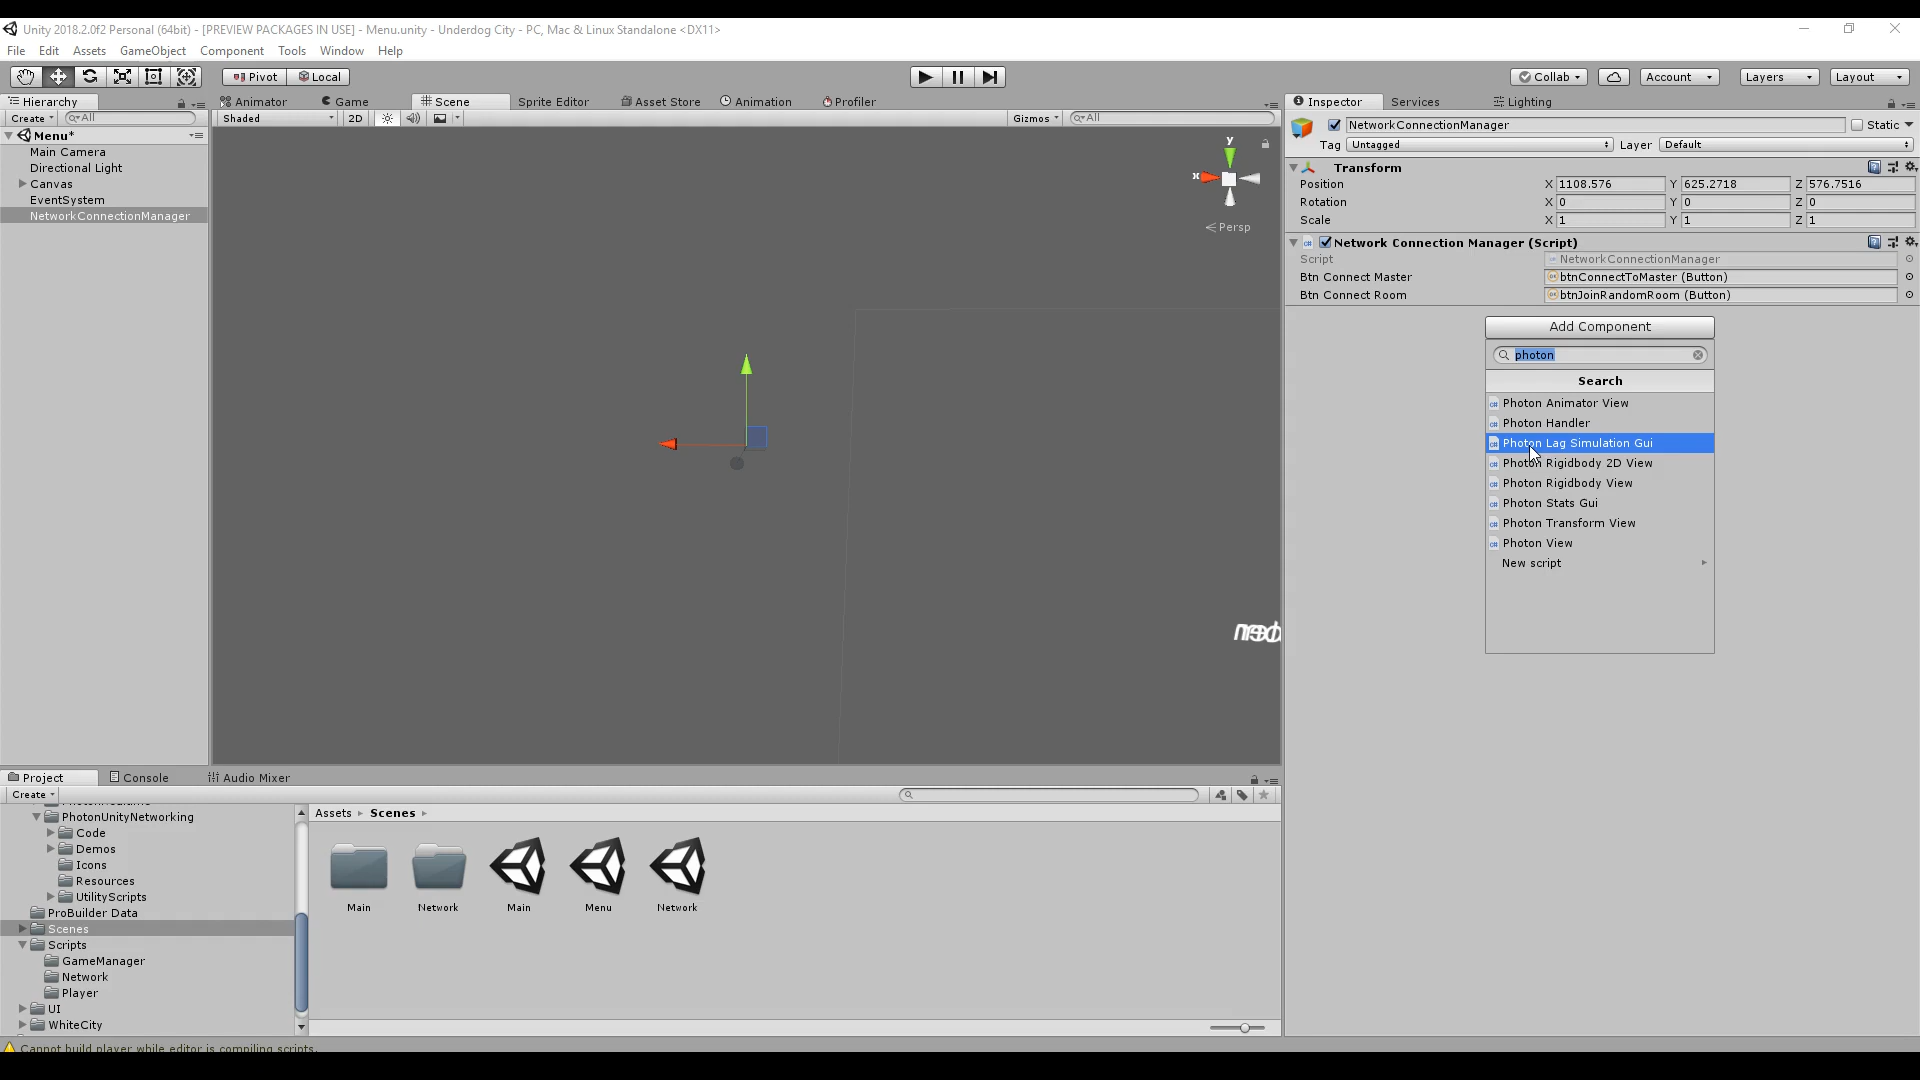 Unity 2018.2.0f2 Personal (64bit) - [PREVIEW PACKAGES IN USE] - Menu.unity - Underdog City - PC, Mac & Linux Standalone <DX11>
File Edit Assets GameObject Component Tools Window Help
Pivot Local Collab Account Layers Layout
Hierarchy Animator Game Scene Sprite Editor Asset Store Animation Profiler Inspector Services Lighting
Create All Shaded 2D Gizmos All
NetworkConnectionManager Static
Menu*
Tag Untagged Layer Default
Main Camera
Directional Light
Canvas
EventSystem
NetworkConnectionManager
y
x
Persp
Transform
Position X 1108.576 Y 625.2718 Z 576.7516
Rotation X 0 Y 0 Z 0
Scale X 1 Y 1 Z 1
Network Connection Manager (Script)
Script NetworkConnectionManager
Btn Connect Master btnConnectToMaster (Button)
Btn Connect Room btnJoinRandomRoom (Button)
Add Component
photon
Search
Photon Animator View
Photon Handler
Photon Lag Simulation Gui
Photon Rigidbody 2D View
Photon Rigidbody View
Photon Stats Gui
Photon Transform View
Photon View
New script
Project Console Audio Mixer
Create
PhotonUnityNetworking
Code
Demos
Icons
Resources
UtilityScripts
ProBuilder Data
Scenes
Scripts
GameManager
Network
Player
UI
WhiteCity
Assets Scenes
Main Network Main Menu Network
Cannot build player while editor is compiling scripts.